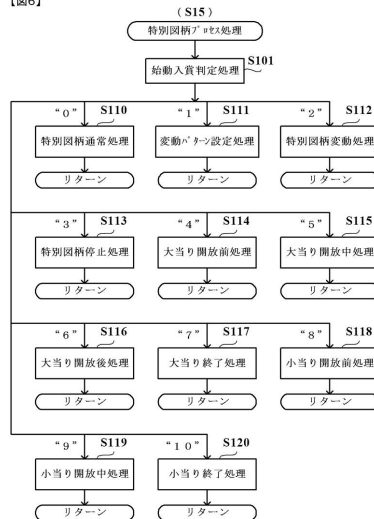 【図6】
(S15)
特別図柄プロセス処理
S101
始動入賞判定処理
“0” S110 “1” S111 “2” S112
特別図柄通常処理 変動パターン設定処理 特別図柄変動処理
リターン リターン リターン
“3” S113 “4” S114 “5” S115
特別図柄停止処理 大当り開放前処理 大当り開放中処理
リターン リターン リターン
“6” S116 “7” S117 “8” S118
大当り開放後処理 大当り終了処理 小当り開放前処理
リターン リターン リターン
“9” S119 “10” S120
小当り開放中処理 小当り終了処理
リターン リターン